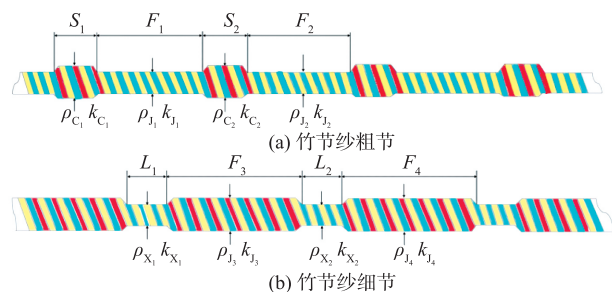 S₁ F₁ S₂ F₂
ρC₁ kC₁ ρJ₁ kJ₁ ρC₂ kC₂ ρJ₂ kJ₂
(a) 竹节纱粗节
L₁ F₃ L₂ F₄
ρX₁ kX₁ ρJ₃ kJ₃ ρX₂ kX₂ ρJ₄ kJ₄
(b) 竹节纱细节